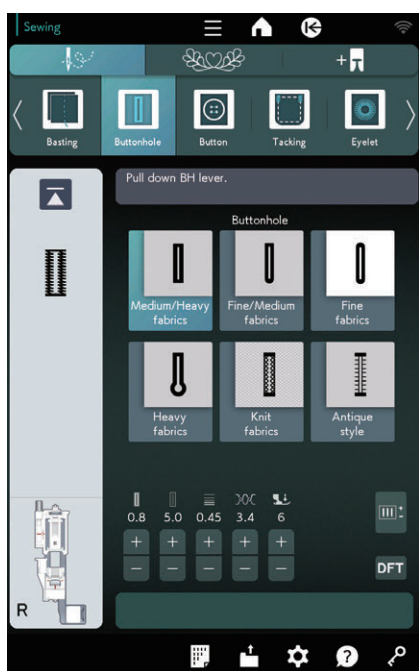 Sewing
Basting
Buttonhole
Button
Tacking
Eyelet
Pull down BH lever.
Buttonhole
Medium/Heavy
fabrics
Fine/Medium
fabrics
Fine
fabrics
Heavy
fabrics
Knit
fabrics
Antique
style
0.8 5.0 0.45 3.4 6
+ + + + +
− − − − −
DFT
R